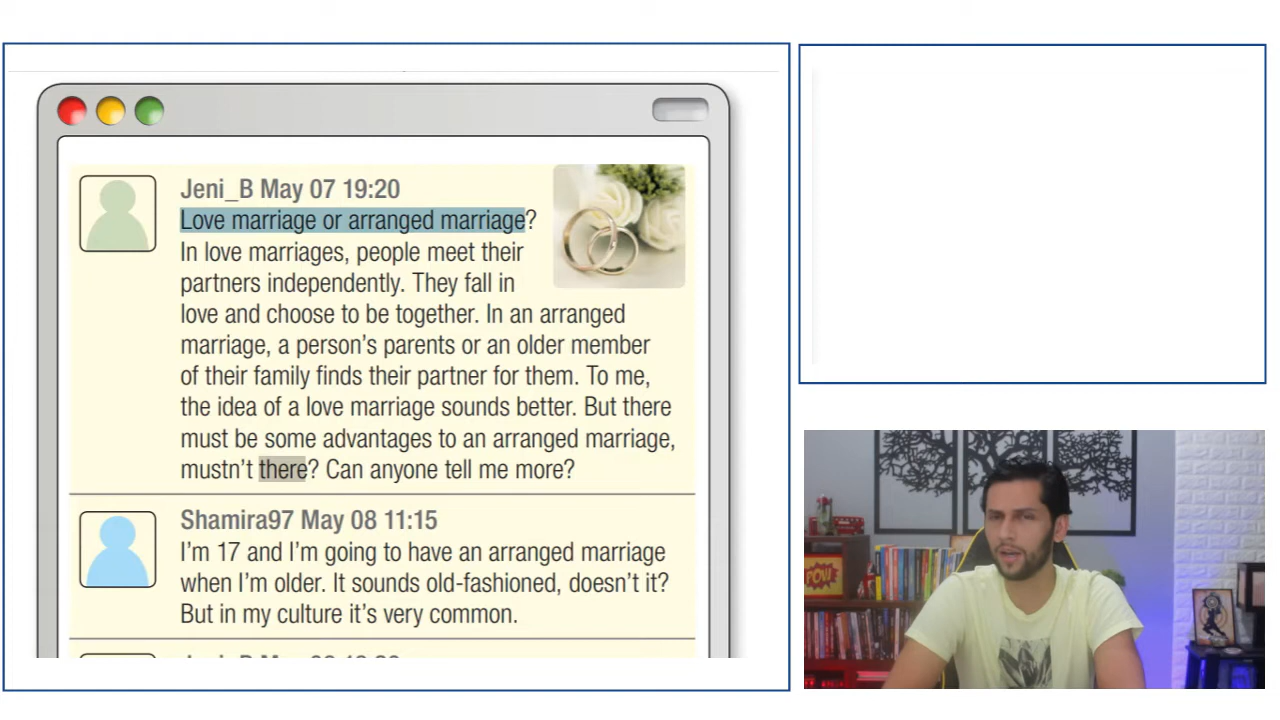 Jeni_B May 07 19:20
Love marriage or arranged marriage?
In love marriages, people meet their
partners independently. They fall in
love and choose to be together. In an arranged
marriage, a person’s parents or an older member
of their family finds their partner for them. To me,
the idea of a love marriage sounds better. But there
must be some advantages to an arranged marriage,
mustn’t there? Can anyone tell me more?
Shamira97 May 08 11:15
I’m 17 and I’m going to have an arranged marriage
when I’m older. It sounds old-fashioned, doesn’t it?
But in my culture it’s very common.
POW